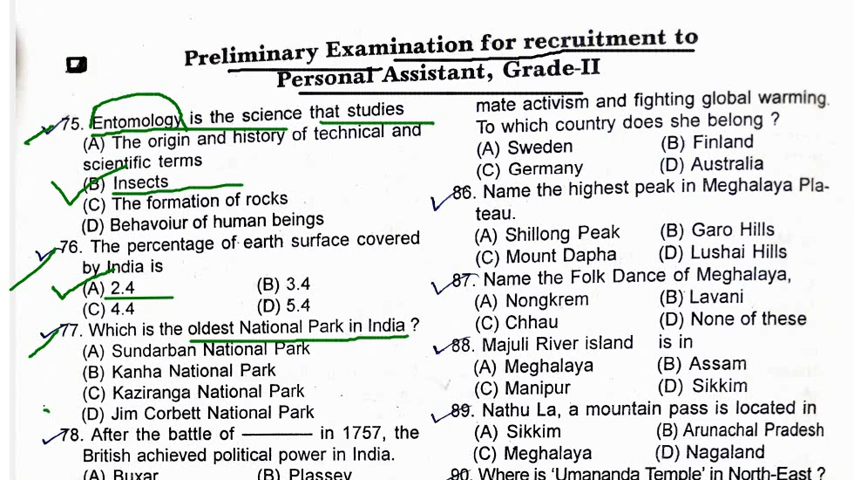 Preliminary Examination for recruitment to
Personal Assistant, Grade-II
75. Entomology is the science that studies
(A) The origin and history of technical and
scientific terms
(B) Insects
(C) The formation of rocks
(D) Behavoiur of human beings
76. The percentage of earth surface covered
by India is
(A) 2.4 (B) 3.4
(C) 4.4 (D) 5.4
77. Which is the oldest National Park in India ?
(A) Sundarban National Park
(B) Kanha National Park
(C) Kaziranga National Park
(D) Jim Corbett National Park
78. After the battle of ———— in 1757, the
British achieved political power in India.
(A) Buxar (B) Plassey
mate activism and fighting global warming.
To which country does she belong ?
(A) Sweden (B) Finland
(C) Germany (D) Australia
86. Name the highest peak in Meghalaya Pla-
teau.
(A) Shillong Peak (B) Garo Hills
(C) Mount Dapha (D) Lushai Hills
87. Name the Folk Dance of Meghalaya,
(A) Nongkrem (B) Lavani
(C) Chhau (D) None of these
88. Majuli River island is in
(A) Meghalaya (B) Assam
(C) Manipur (D) Sikkim
89. Nathu La, a mountain pass is located in
(A) Sikkim (B) Arunachal Pradesh
(C) Meghalaya (D) Nagaland
90. Where is 'Umananda Temple' in North-East ?